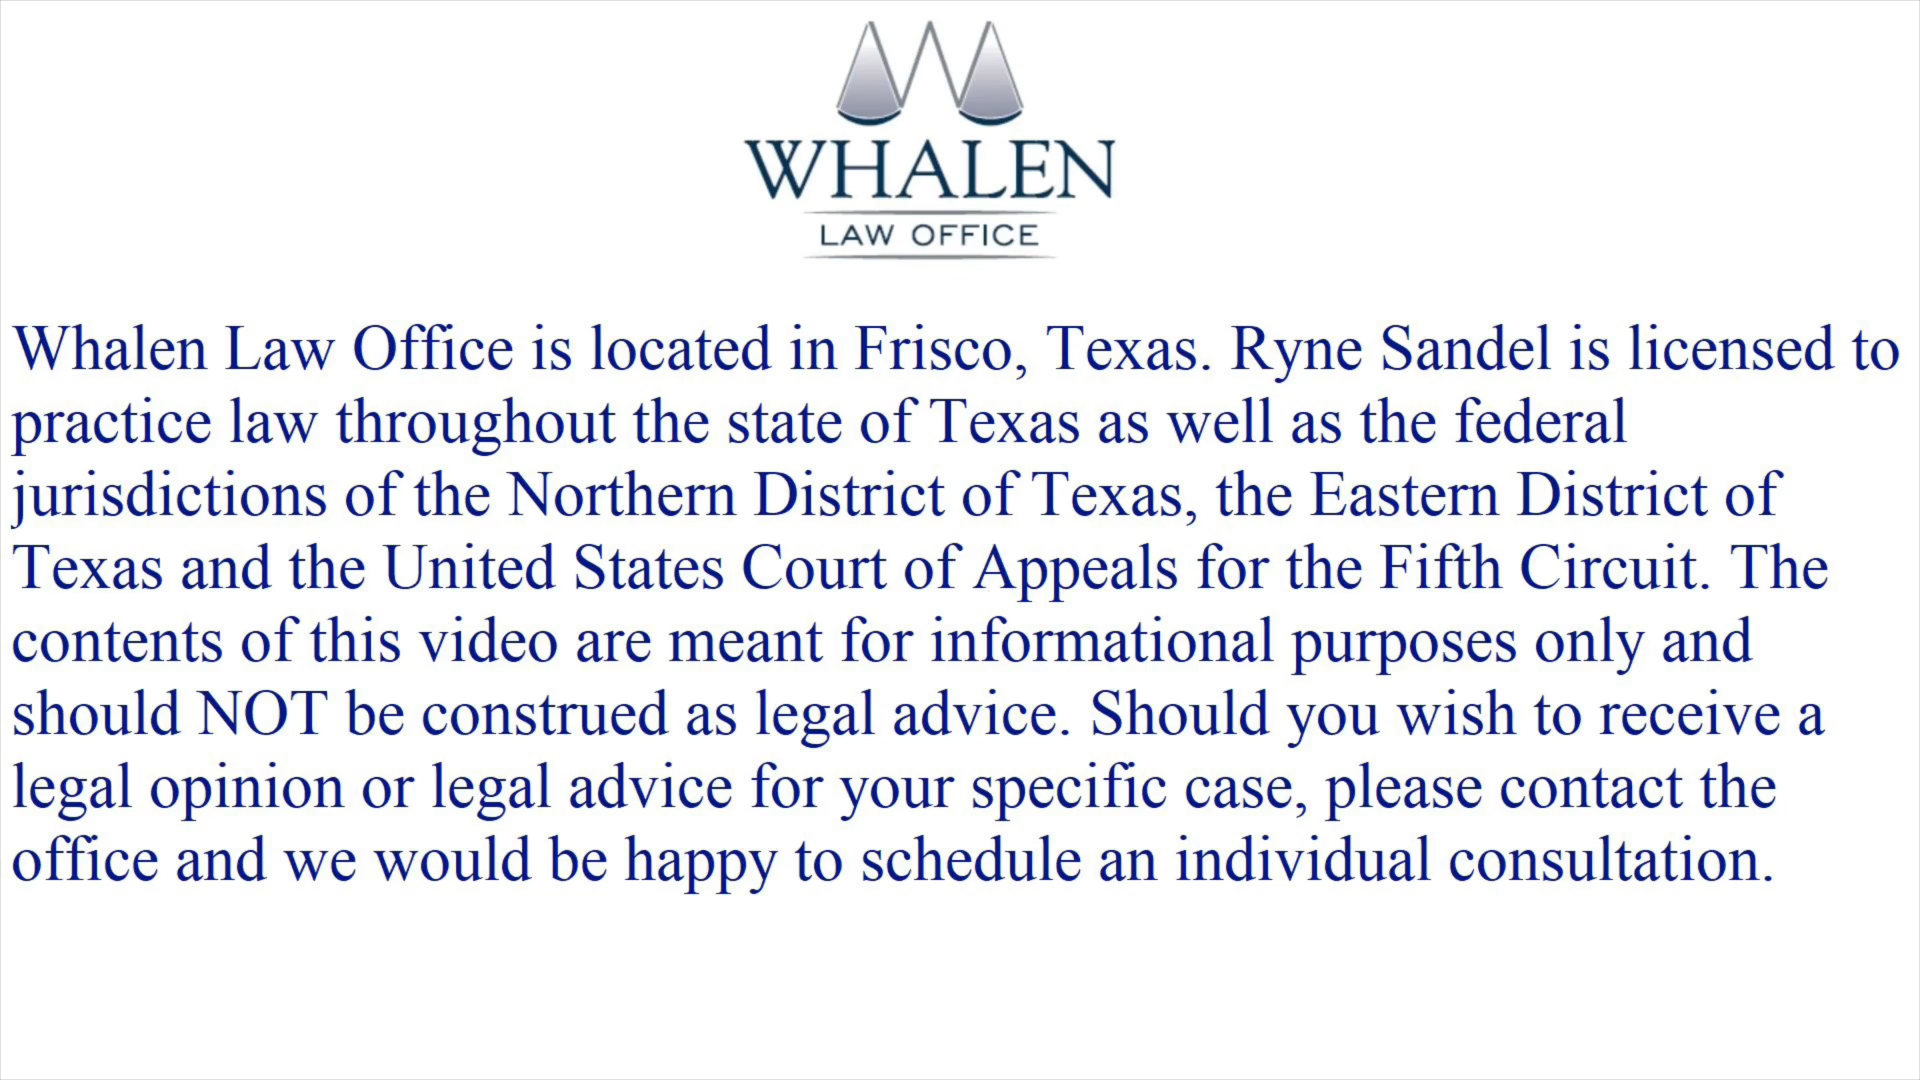 WHALEN
LAW OFFICE
Whalen Law Office is located in Frisco, Texas. Ryne Sandel is licensed to
practice law throughout the state of Texas as well as the federal
jurisdictions of the Northern District of Texas, the Eastern District of
Texas and the United States Court of Appeals for the Fifth Circuit. The
contents of this video are meant for informational purposes only and
should NOT be construed as legal advice. Should you wish to receive a
legal opinion or legal advice for your specific case, please contact the
office and we would be happy to schedule an individual consultation.